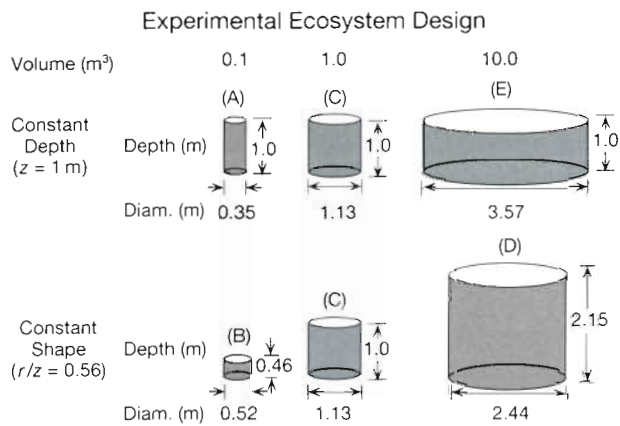 Experimental Ecosystem Design
Volume (m³) 0.1 1.0 10.0
(A) (C) (E)
Constant
Depth
(z = 1 m)
Depth (m) 1.0 1.0 1.0
Diam. (m) 0.35 1.13 3.57
(D)
(B) (C)
Constant
Shape
(r/z = 0.56)
Depth (m) 0.46 1.0 2.15
Diam. (m) 0.52 1.13 2.44